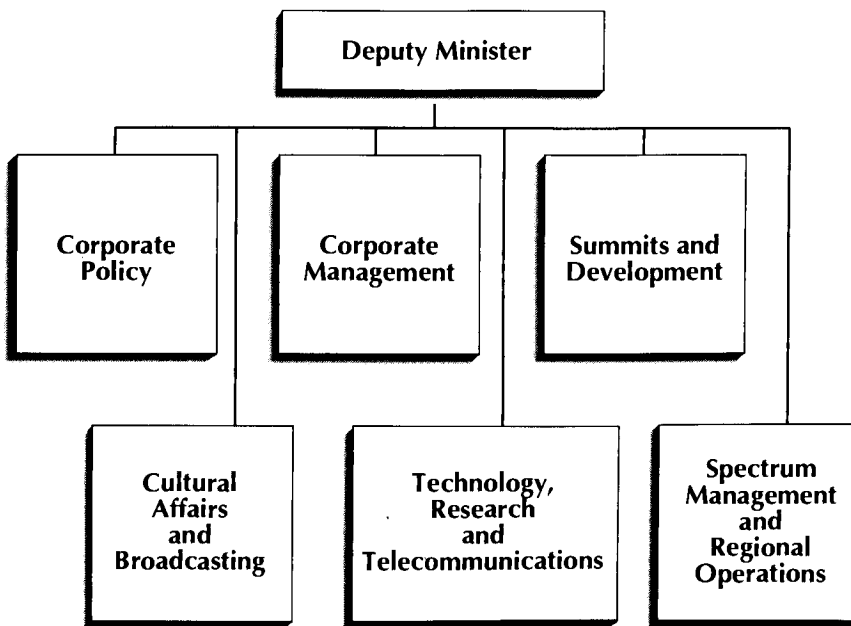 Deputy Minister
Corporate
Policy
Corporate
Management
Summits and
Development
Cultural
Affairs
and
Broadcasting
Technology,
Research
and
Telecommunications
Spectrum
Management
and
Regional
Operations